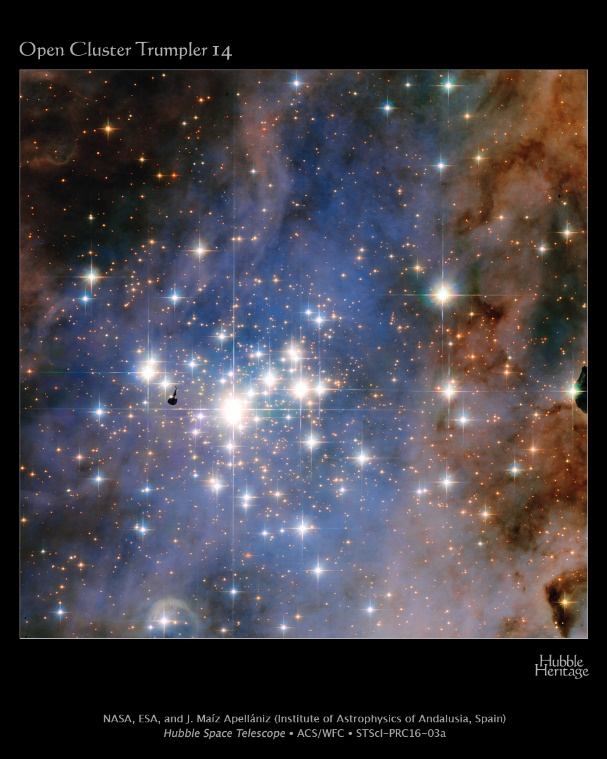 Open Cluster Trumpler 14
Hubble
Heritage
NASA, ESA, and J. Maíz Apellániz (Institute of Astrophysics of Andalusia, Spain)
Hubble Space Telescope • ACS/WFC • STScI-PRC16-03a